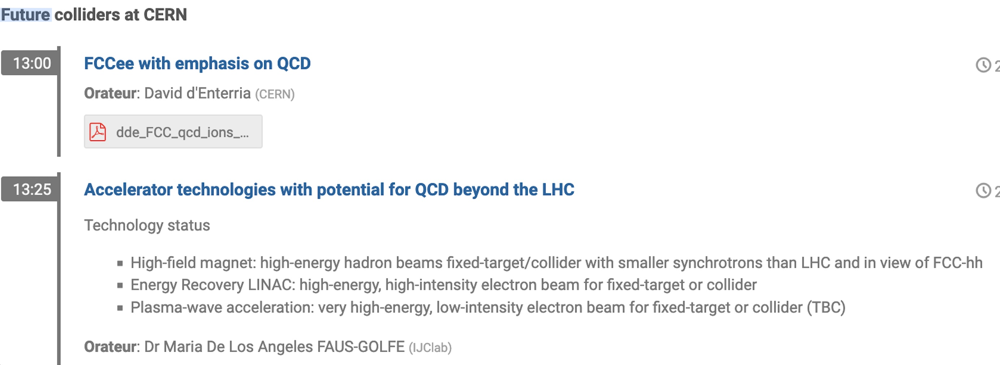 Future colliders at CERN
13:00
FCCee with emphasis on QCD
2
Orateur: David d'Enterria (CERN)
dde_FCC_qcd_ions_...
13:25
Accelerator technologies with potential for QCD beyond the LHC
2
Technology status
▪ High-field magnet: high-energy hadron beams fixed-target/collider with smaller synchrotrons than LHC and in view of FCC-hh
▪ Energy Recovery LINAC: high-energy, high-intensity electron beam for fixed-target or collider
▪ Plasma-wave acceleration: very high-energy, low-intensity electron beam for fixed-target or collider (TBC)
Orateur: Dr Maria De Los Angeles FAUS-GOLFE (IJClab)